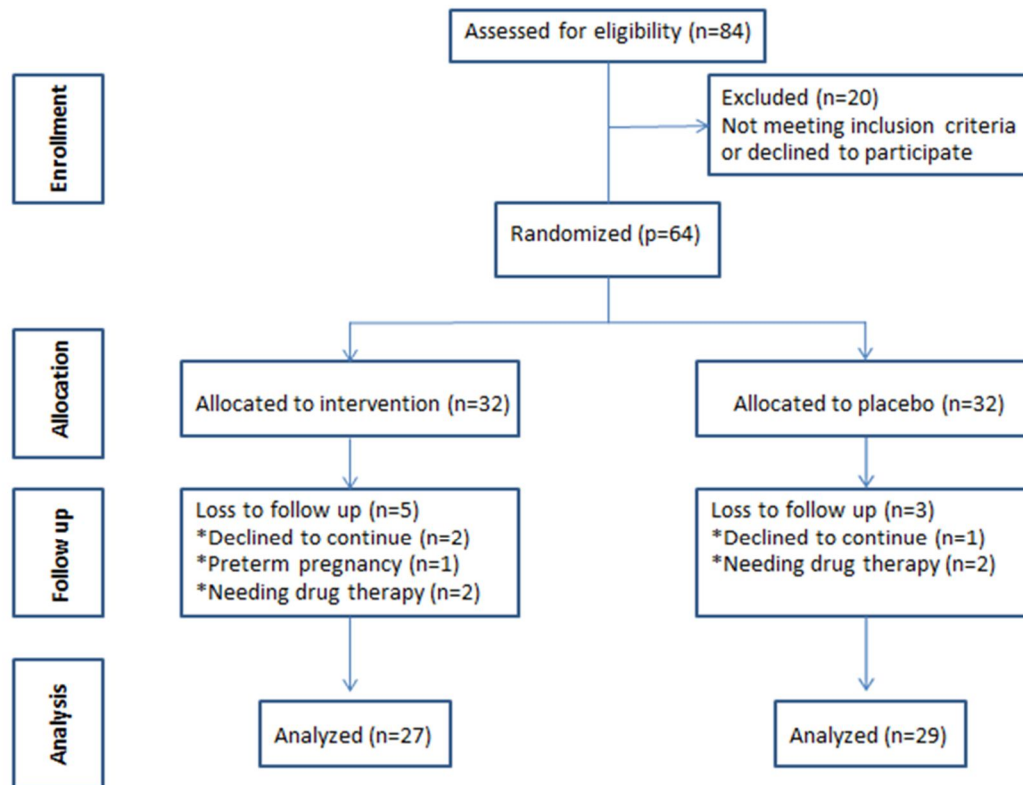 Assessed for eligibility (n=84)
Enrollment
Excluded (n=20)
Not meeting inclusion criteria
or declined to participate
Randomized (p=64)
Allocation
Allocated to intervention (n=32)
Allocated to placebo (n=32)
Follow up
Loss to follow up (n=5)
*Declined to continue (n=2)
*Preterm pregnancy (n=1)
*Needing drug therapy (n=2)
Loss to follow up (n=3)
*Declined to continue (n=1)
*Needing drug therapy (n=2)
Analysis
Analyzed (n=27)
Analyzed (n=29)